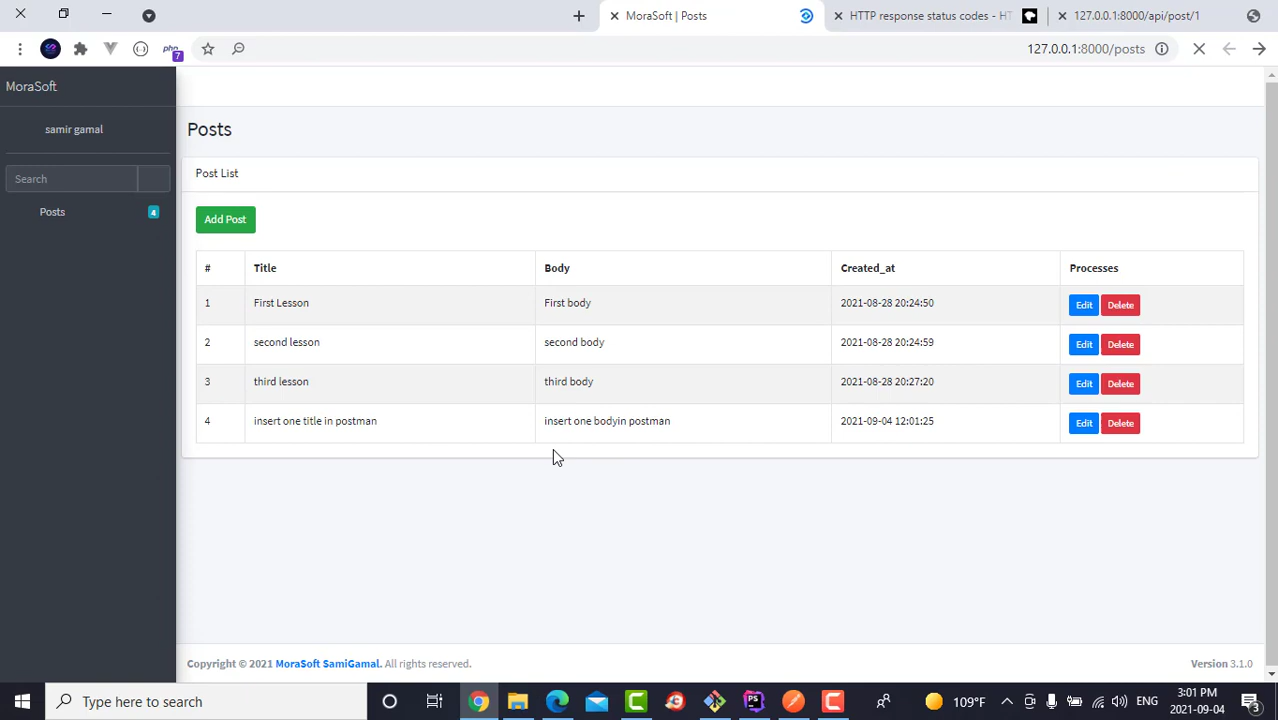 MoraSoft | Posts
HTTP response status codes - HT
127.0.0.1:8000/api/post/1
php
7
127.0.0.1:8000/posts
MoraSoft
samir gamal
Search
Posts 4
Posts
Post List
Add Post
# Title Body Created_at Processes
1 First Lesson First body 2021-08-28 20:24:50 Edit Delete
2 second lesson second body 2021-08-28 20:24:59 Edit Delete
3 third lesson third body 2021-08-28 20:27:20 Edit Delete
4 insert one title in postman insert one bodyin postman 2021-09-04 12:01:25 Edit Delete
Copyright © 2021 MoraSoft SamiGamal. All rights reserved.
Version 3.1.0
Type here to search
109°F
ENG
3:01 PM
2021-09-04
3